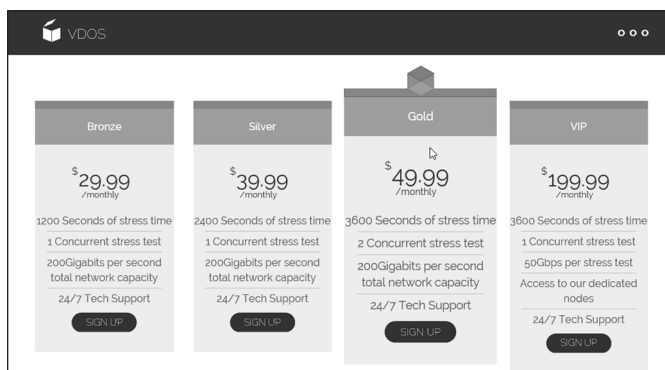 VDOS
Bronze
$29.99
/monthly
1200 Seconds of stress time
1 Concurrent stress test
200Gigabits per second
total network capacity
24/7 Tech Support
SIGN UP
Silver
$39.99
/monthly
2400 Seconds of stress time
1 Concurrent stress test
200Gigabits per second
total network capacity
24/7 Tech Support
SIGN UP
Gold
$49.99
/monthly
3600 Seconds of stress time
2 Concurrent stress test
200Gigabits per second
total network capacity
24/7 Tech Support
SIGN UP
VIP
$199.99
/monthly
3600 Seconds of stress time
1 Concurrent stress test
50Gbps per stress test
Access to our dedicated
nodes
24/7 Tech Support
SIGN UP